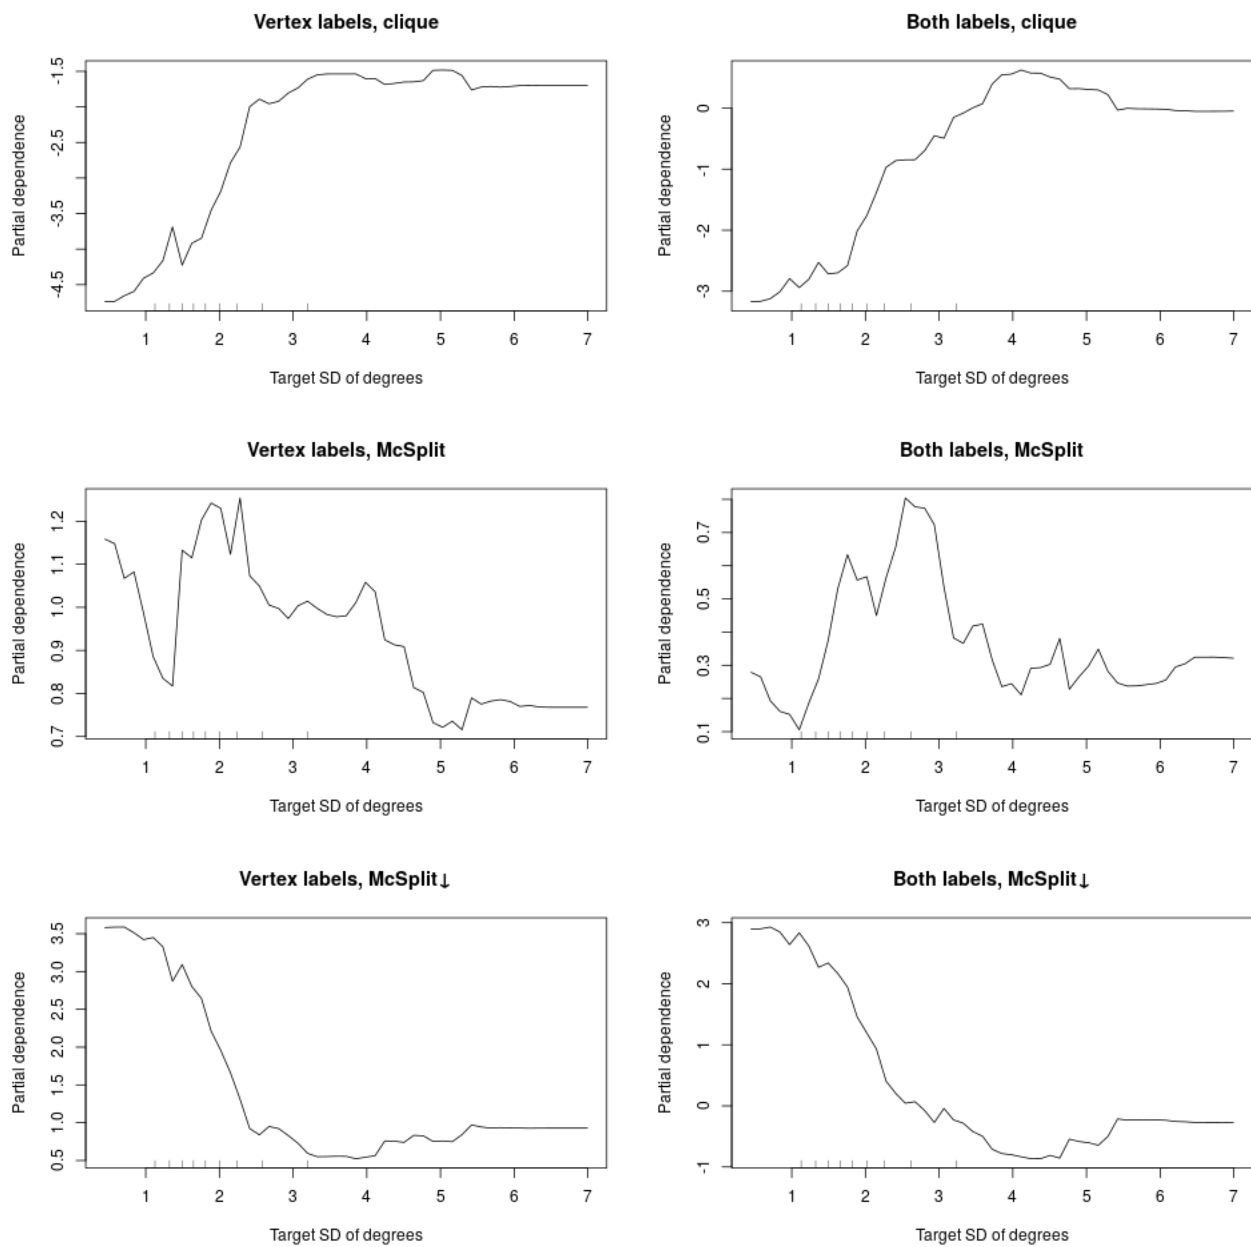 Vertex labels, clique
Partial dependence
-1.5
-2.5
-3.5
-4.5
1 2 3 4 5 6 7
Target SD of degrees
Both labels, clique
Partial dependence
0
-1
-2
-3
1 2 3 4 5 6 7
Target SD of degrees
Vertex labels, McSplit
Partial dependence
1.2
1.1
1.0
0.9
0.8
0.7
1 2 3 4 5 6 7
Target SD of degrees
Both labels, McSplit
Partial dependence
0.7
0.5
0.3
0.1
1 2 3 4 5 6 7
Target SD of degrees
Vertex labels, McSplit↓
Partial dependence
3.5
3.0
2.5
2.0
1.5
1.0
0.5
1 2 3 4 5 6 7
Target SD of degrees
Both labels, McSplit↓
Partial dependence
3
2
1
0
-1
1 2 3 4 5 6 7
Target SD of degrees